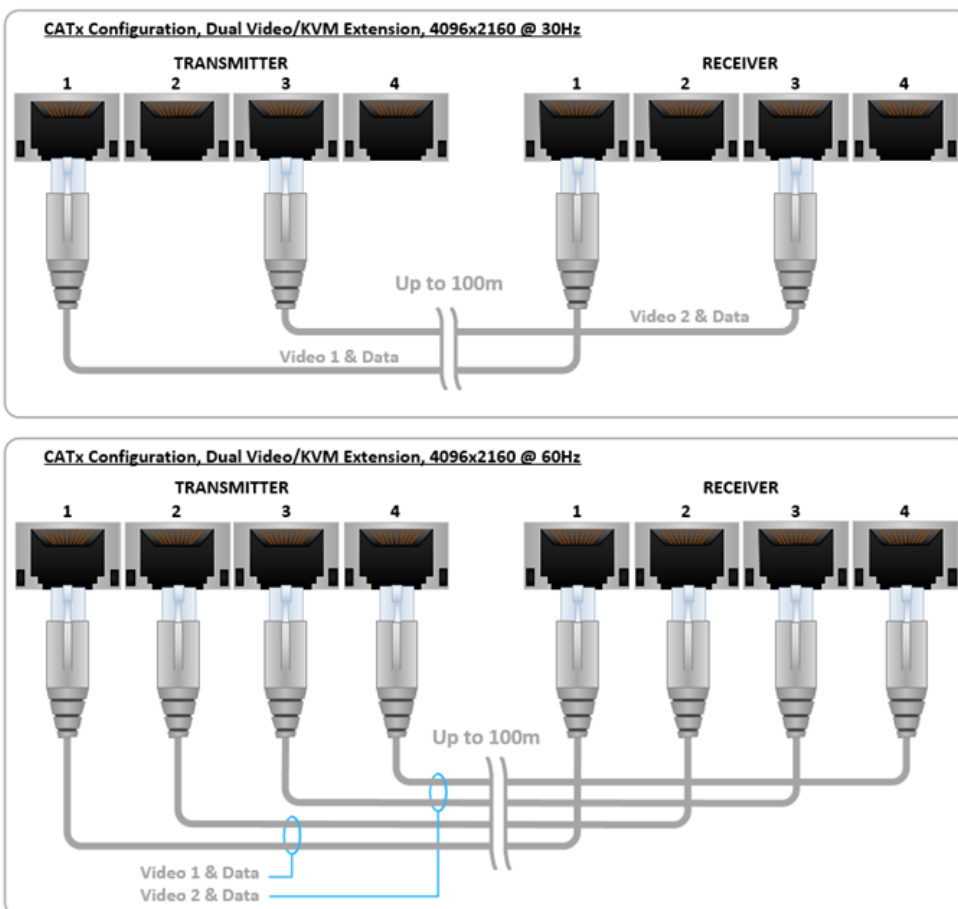 CATx Configuration, Dual Video/KVM Extension, 4096x2160 @ 30Hz
TRANSMITTER
RECEIVER
1 2 3 4
1 2 3 4
Up to 100m
Video 2 & Data
Video 1 & Data
CATx Configuration, Dual Video/KVM Extension, 4096x2160 @ 60Hz
TRANSMITTER
RECEIVER
1 2 3 4
1 2 3 4
Up to 100m
Video 1 & Data
Video 2 & Data